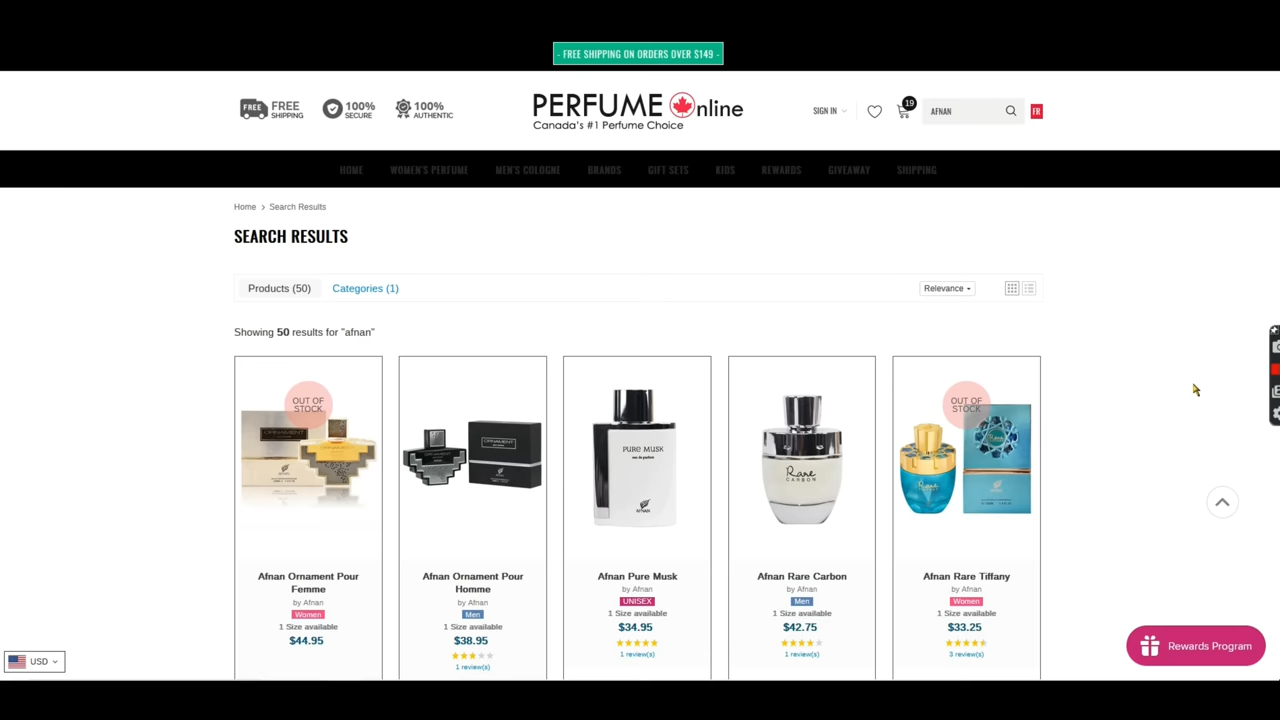 - FREE SHIPPING ON ORDERS OVER $149 -
FREE SHIPPING
100% SECURE
100% AUTHENTIC
PERFUME Online
Canada's #1 Perfume Choice
SIGN IN
19
AFNAN
FR
HOME WOMEN'S PERFUME MEN'S COLOGNE BRANDS GIFT SETS KIDS REWARDS GIVEAWAY SHIPPING
Home > Search Results
SEARCH RESULTS
Products (50) Categories (1)
Relevance
Showing 50 results for "afnan"
OUT OF STOCK
ORNAMENT
ORNAMENT
PURE MUSK
AFNAN
Rare
CARBON
OUT OF STOCK
Afnan Ornament Pour Femme
by Afnan
Women
1 Size available
$44.95
Afnan Ornament Pour Homme
by Afnan
Men
1 Size available
$38.95
1 review(s)
Afnan Pure Musk
by Afnan
UNISEX
1 Size available
$34.95
1 review(s)
Afnan Rare Carbon
by Afnan
Men
1 Size available
$42.75
1 review(s)
Afnan Rare Tiffany
by Afnan
Women
1 Size available
$33.25
3 review(s)
USD
Rewards Program